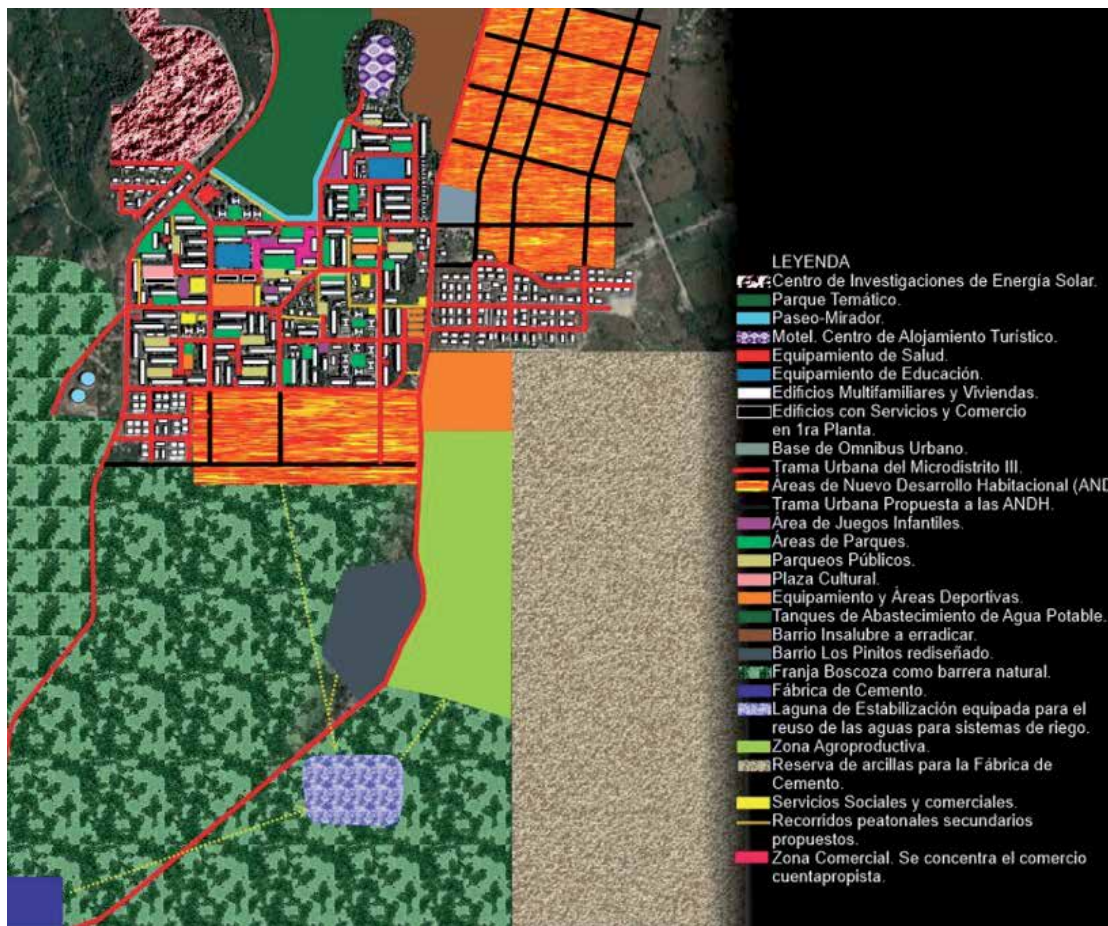 LEYENDA
Centro de Investigaciones de Energía Solar.
Parque Temático.
Paseo-Mirador.
Motel. Centro de Alojamiento Turístico.
Equipamiento de Salud.
Equipamiento de Educación.
Edificios Multifamiliares y Viviendas.
Edificios con Servicios y Comercio
en 1ra Planta.
Base de Omnibus Urbano.
Trama Urbana del Microdistrito III.
Áreas de Nuevo Desarrollo Habitacional (AND
Trama Urbana Propuesta a las ANDH.
Área de Juegos Infantiles.
Áreas de Parques.
Parqueos Públicos.
Plaza Cultural.
Equipamiento y Áreas Deportivas.
Tanques de Abastecimiento de Agua Potable.
Barrio Insalubre a erradicar.
Barrio Los Pinitos rediseñado.
Franja Boscoza como barrera natural.
Fábrica de Cemento.
Laguna de Estabilización equipada para el
reuso de las aguas para sistemas de riego.
Zona Agroproductiva.
Reserva de arcillas para la Fábrica de
Cemento.
Servicios Sociales y comerciales.
Recorridos peatonales secundarios
propuestos.
Zona Comercial. Se concentra el comercio
cuentapropista.